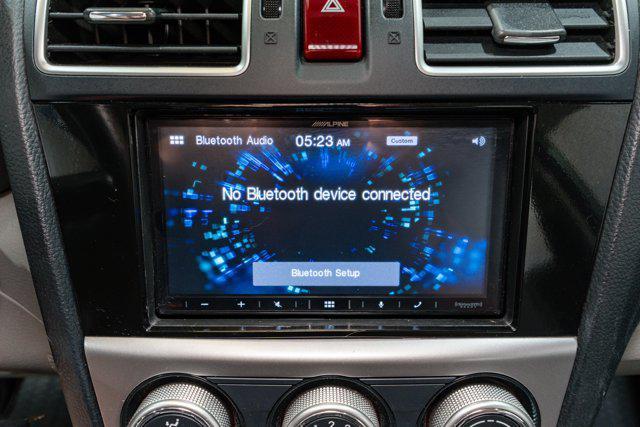 ALPINE
Bluetooth Audio 05:23 AM Custom
No Bluetooth device connected
Bluetooth Setup